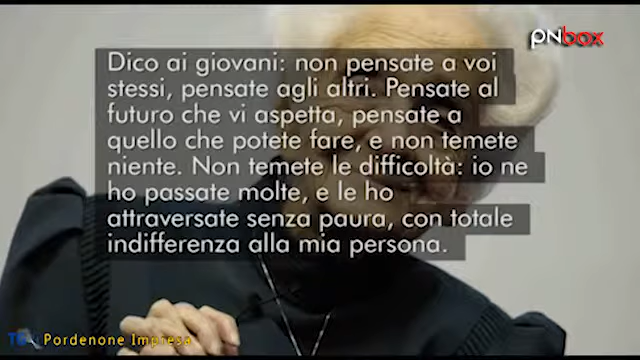 pnbox
Dico ai giovani: non pensate a voi
stessi, pensate agli altri. Pensate al
futuro che vi aspetta, pensate a
quello che potete fare, e non temete
niente. Non temete le difficoltà: io ne
ho passate molte, e le ho
attraversate senza paura, con totale
indifferenza alla mia persona.
Pordenone Impresa